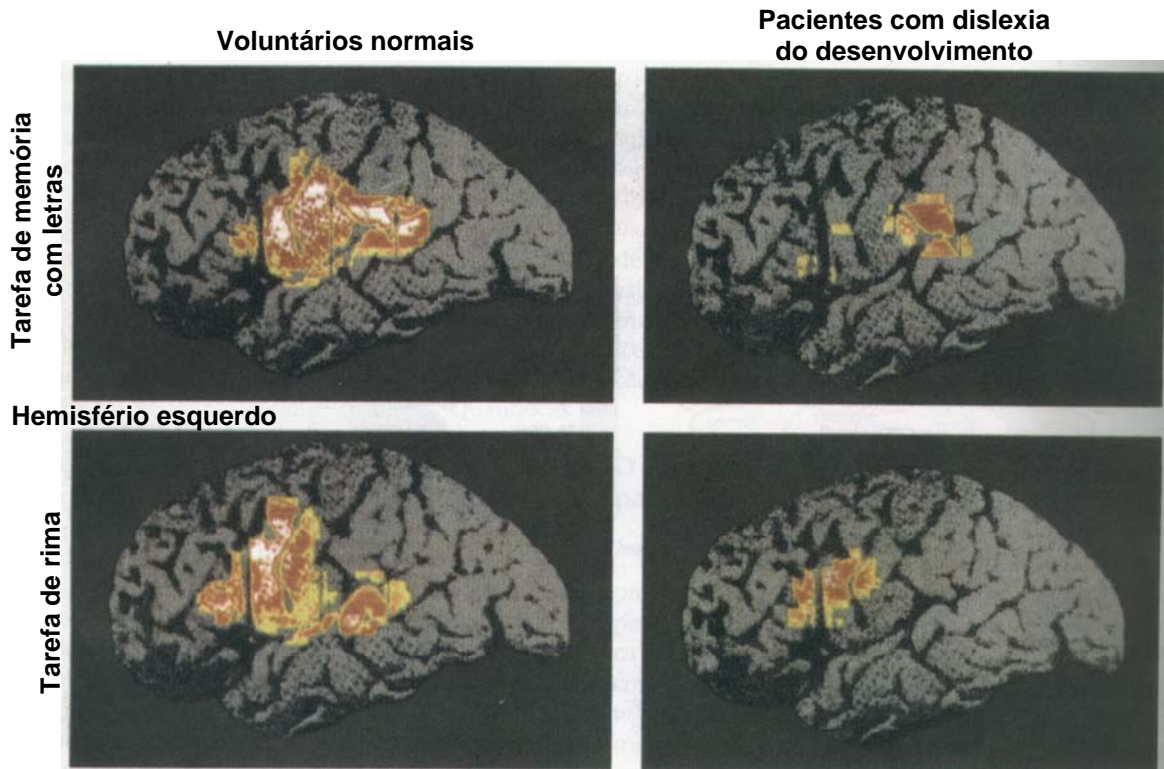 Voluntários normais
Pacientes com dislexia
do desenvolvimento
Tarefa de memória
com letras
Hemisfério esquerdo
Tarefa de rima